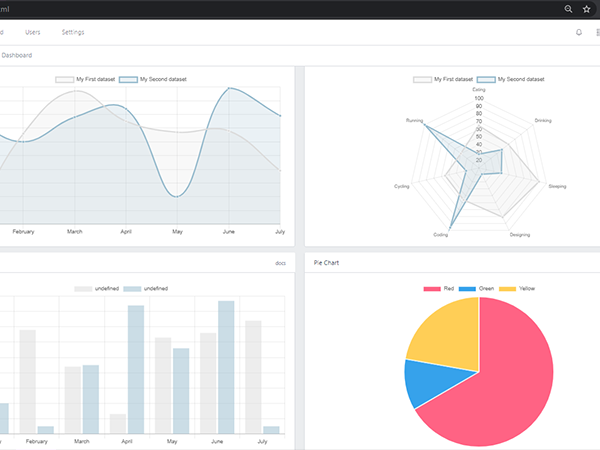 ml
d Users Settings
Dashboard
My First dataset My Second dataset
February March April May June July
My First dataset My Second dataset
Eating
Drinking
Sleeping
Designing
Coding
Cycling
Running
100
90
80
70
60
50
40
30
20
docs
undefined undefined
February March April May June July
Pie Chart
Red Green Yellow